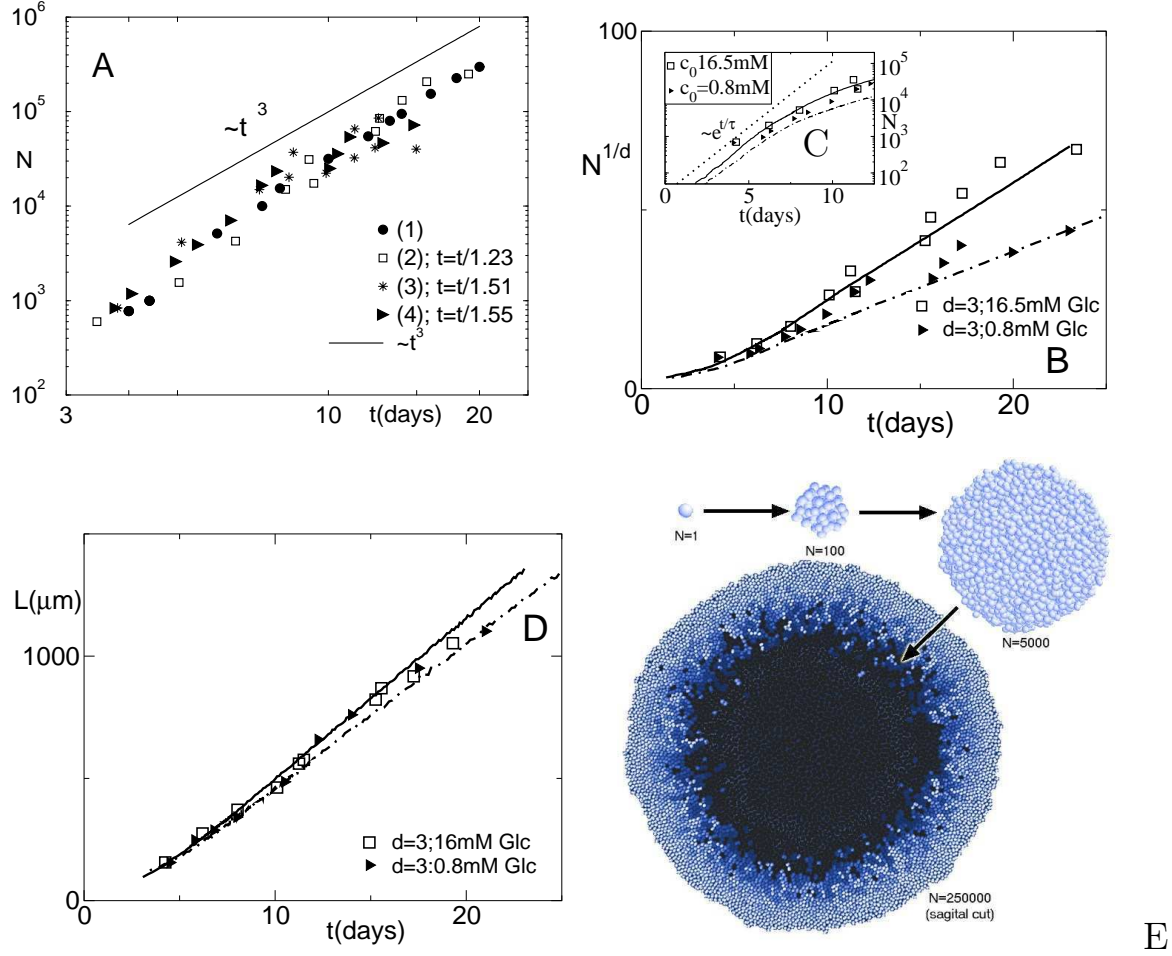 A
N
10^6
10^5
10^4
10^3
10^2
~t^3
(1)
(2); t=t/1.23
(3); t=t/1.51
(4); t=t/1.55
~t^3
3
10
20
t(days)
B
N^{1/d}
100
0
0
10
20
t(days)
d=3;16.5mM Glc
d=3;0.8mM Glc
C
c_0 16.5mM
c_0=0.8mM
~e^{t/τ}
10^5
10^4
N
10^3
10^2
0
5
10
t(days)
D
L(μm)
1000
0
0
10
20
t(days)
d=3;16mM Glc
d=3:0.8mM Glc
N=1
N=100
N=5000
N=250000
(sagital cut)
E